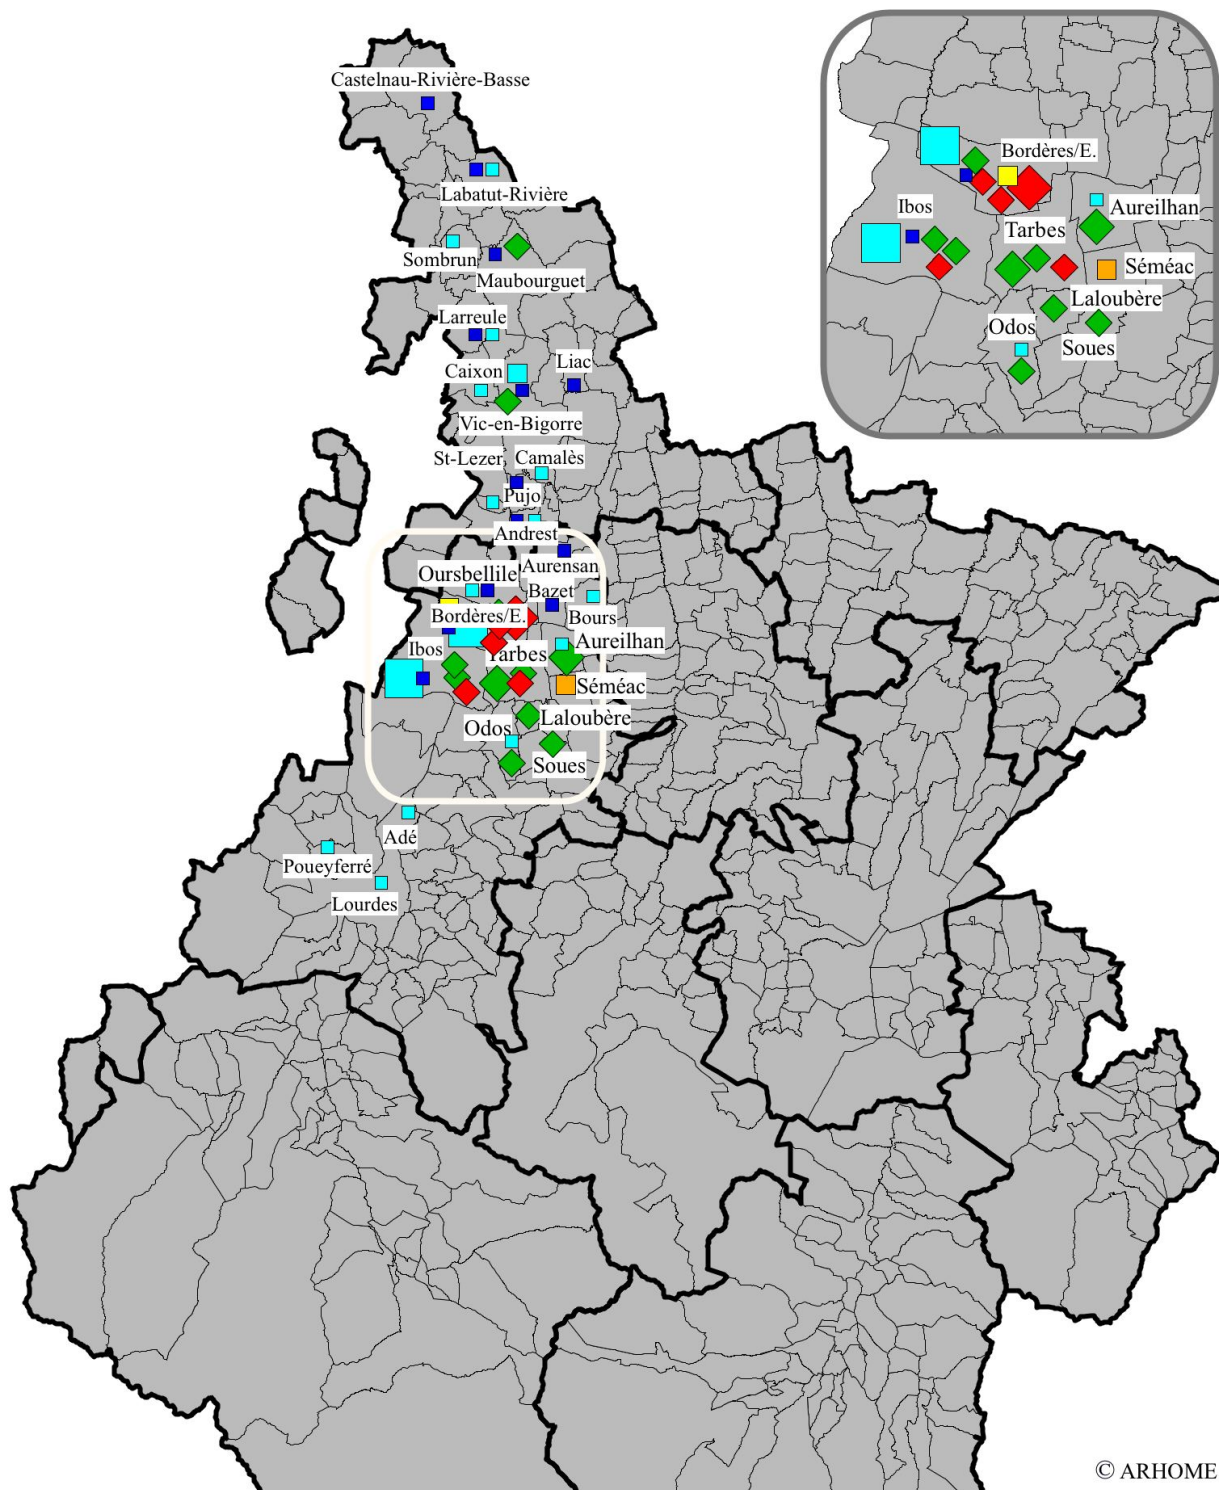 Castelnau-Rivière-Basse
Labatut-Rivière
Sombrun
Maubourguet
Larreule
Caixon
Liac
Vic-en-Bigorre
St-Lezer
Camalès
Pujo
Andrest
Aurensan
Oursbellile
Bazet
Bordères/E.
Bours
Aureilhan
Ibos
Tarbes
Séméac
Laloubère
Odos
Soues
Adé
Poueyferré
Lourdes
Bordères/E.
Ibos
Aureilhan
Tarbes
Séméac
Laloubère
Odos
Soues
© ARHOME